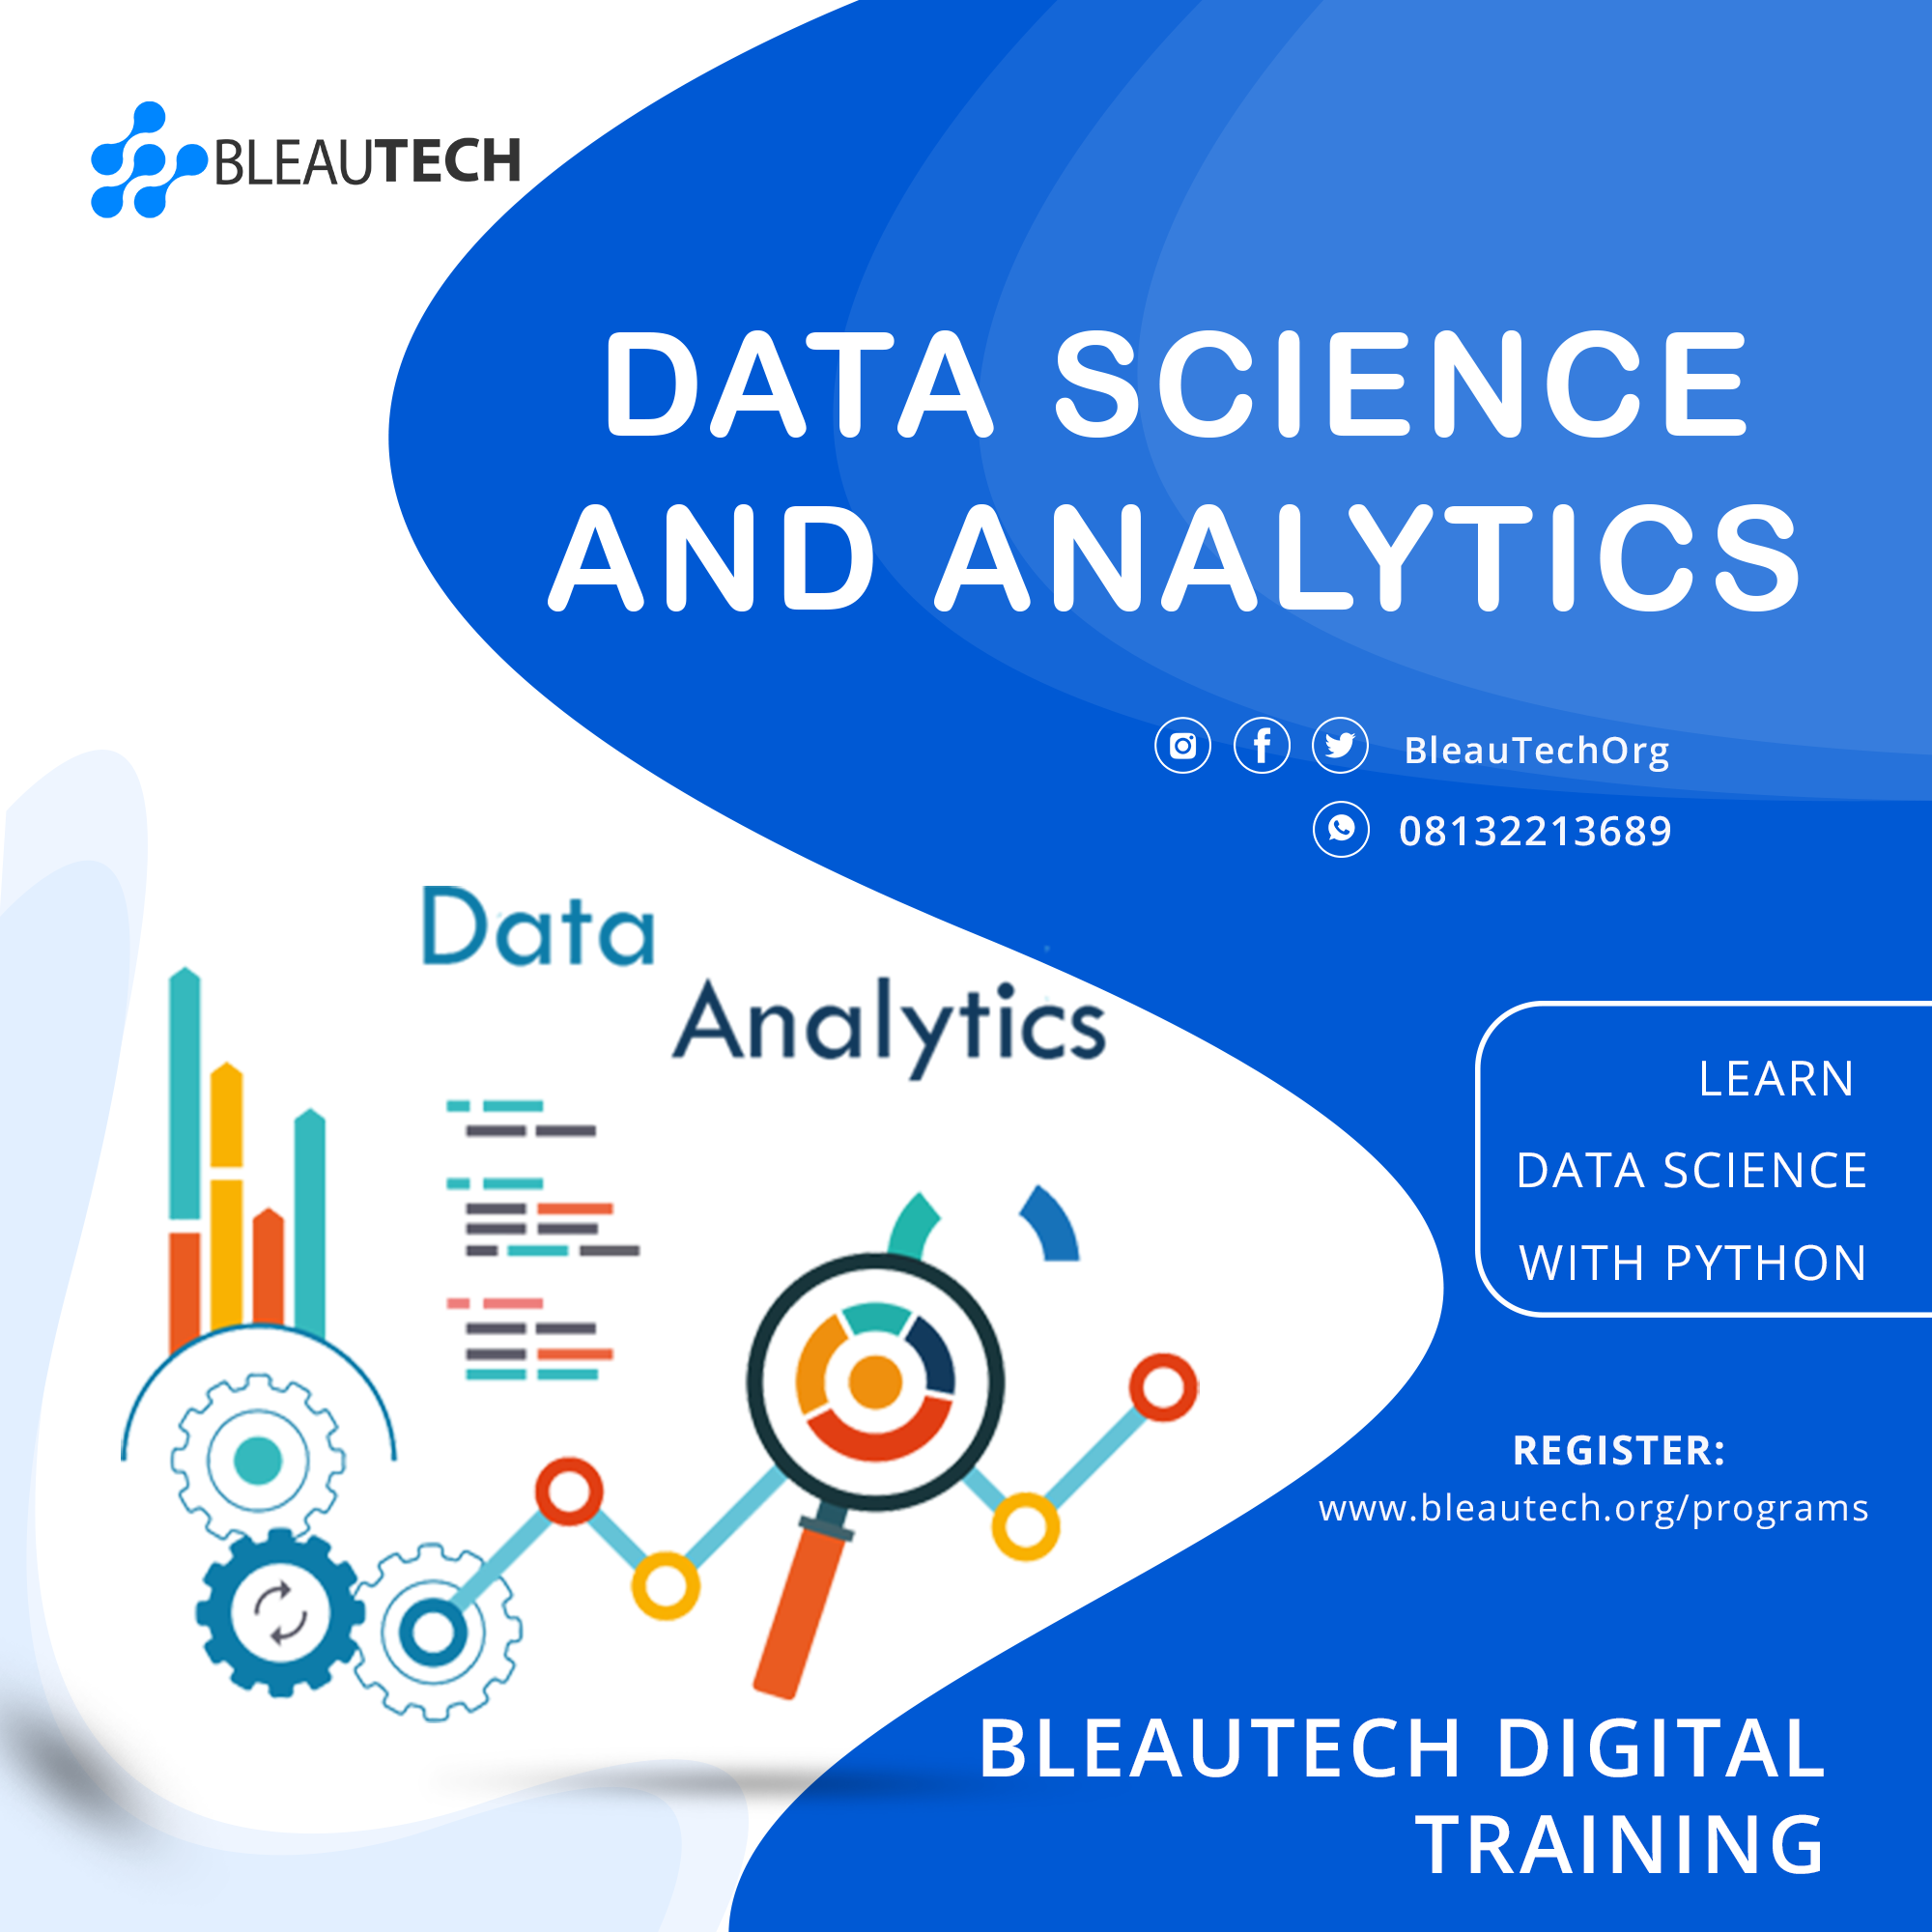 BLEAUTECH
DATA SCIENCE
AND ANALYTICS
BleauTechOrg
08132213689
Data
Analytics
LEARN
DATA SCIENCE
WITH PYTHON
REGISTER:
www.bleautech.org/programs
BLEAUTECH DIGITAL
TRAINING